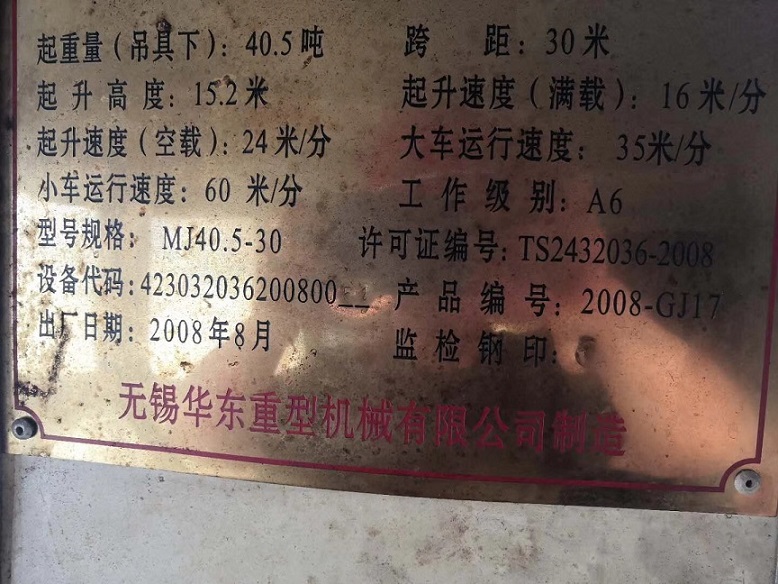 起重量(吊具下): 40.5吨 跨 距: 30米
起升高度: 15.2米 起升速度(满载): 16米/分
起升速度(空载): 24米/分 大车运行速度: 35米/分
小车运行速度: 60 米/分 工作级别: A6
型号规格: MJ40.5-30 许可证编号: TS2432036-2008
设备代码: 423032036200800__ 产品编号: 2008-GJ17
出厂日期: 2008年8月 监检钢印:
无锡华东重型机械有限公司制造